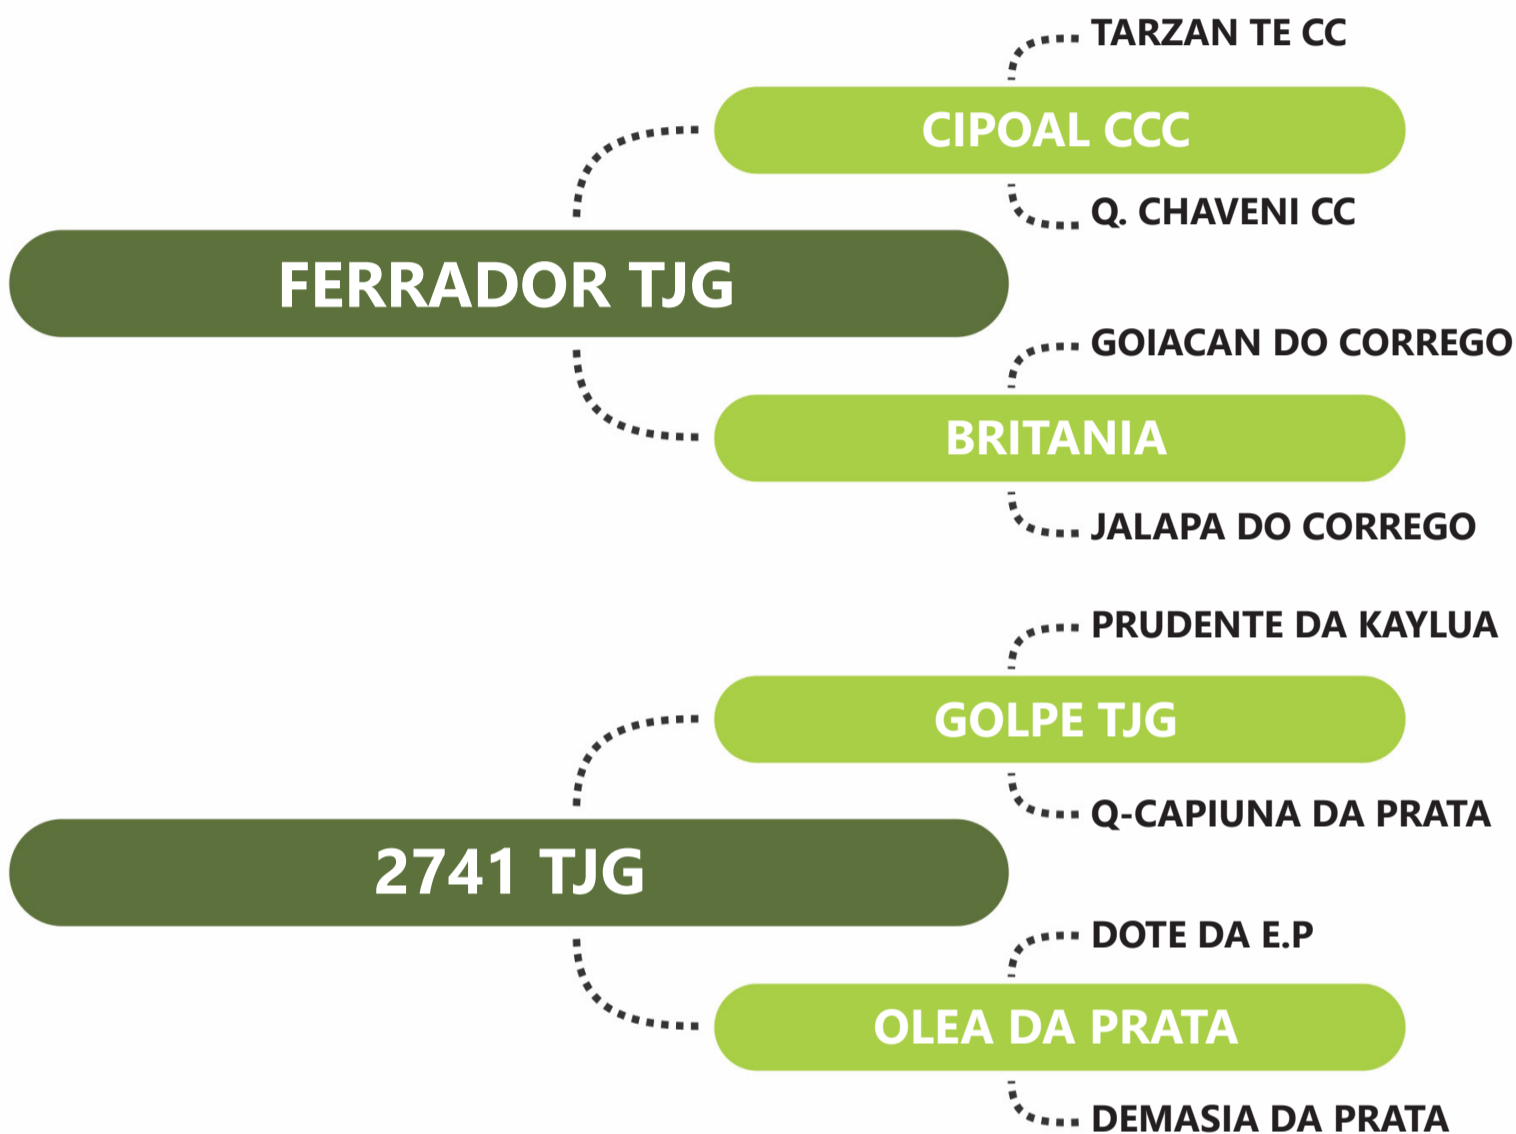 TARZAN TE CC
CIPOAL CCC
Q. CHAVENI CC
FERRADOR TJG
GOIACAN DO CORREGO
BRITANIA
JALAPA DO CORREGO
PRUDENTE DA KAYLUA
GOLPE TJG
Q-CAPIUNA DA PRATA
2741 TJG
DOTE DA E.P
OLEA DA PRATA
DEMASIA DA PRATA